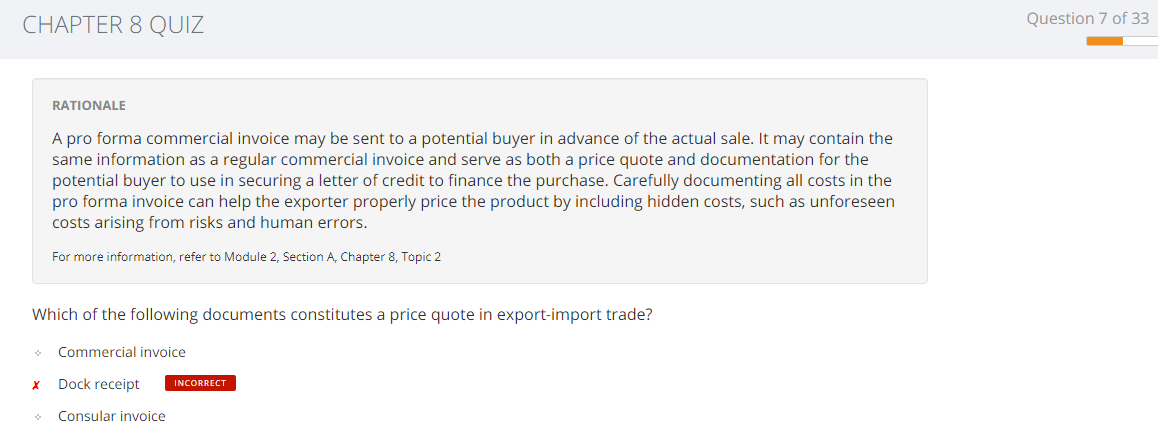 CHAPTER 8 QUIZ
Question 7 of 33
RATIONALE
A pro forma commercial invoice may be sent to a potential buyer in advance of the actual sale. It may contain the
same information as a regular commercial invoice and serve as both a price quote and documentation for the
potential buyer to use in securing a letter of credit to finance the purchase. Carefully documenting all costs in the
pro forma invoice can help the exporter properly price the product by including hidden costs, such as unforeseen
costs arising from risks and human errors.
For more information, refer to Module 2, Section A, Chapter 8, Topic 2
Which of the following documents constitutes a price quote in export-import trade?
Commercial invoice
✗ Dock receipt INCORRECT
Consular invoice